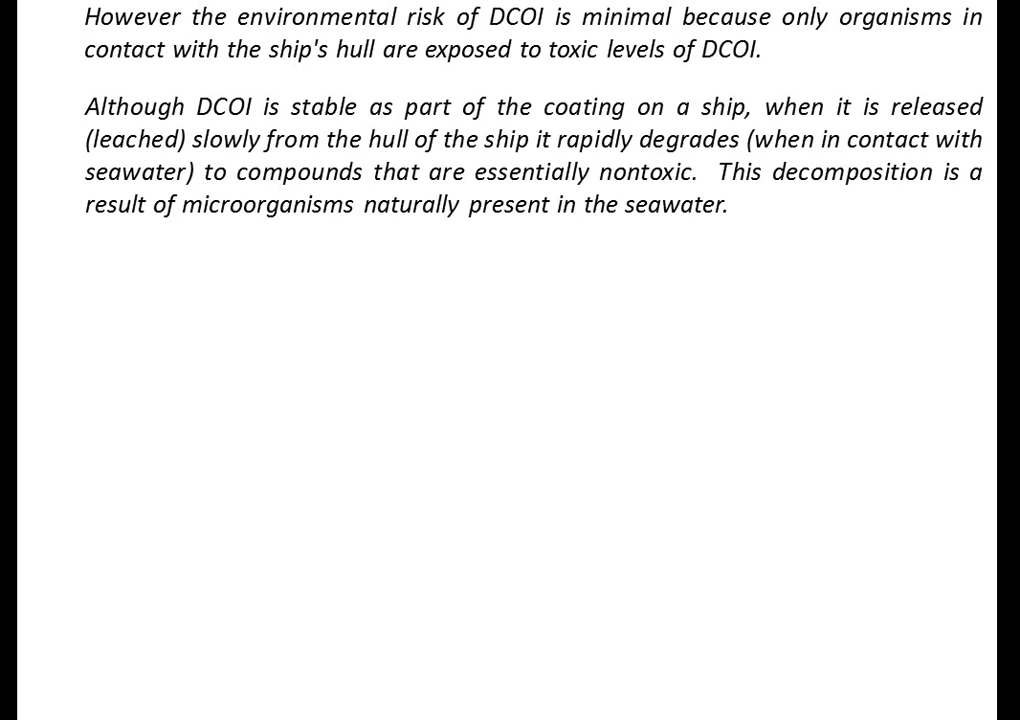 However the environmental risk of DCOI is minimal because only organisms in
contact with the ship's hull are exposed to toxic levels of DCOI.
Although DCOI is stable as part of the coating on a ship, when it is released
(leached) slowly from the hull of the ship it rapidly degrades (when in contact with
seawater) to compounds that are essentially nontoxic.  This decomposition is a
result of microorganisms naturally present in the seawater.